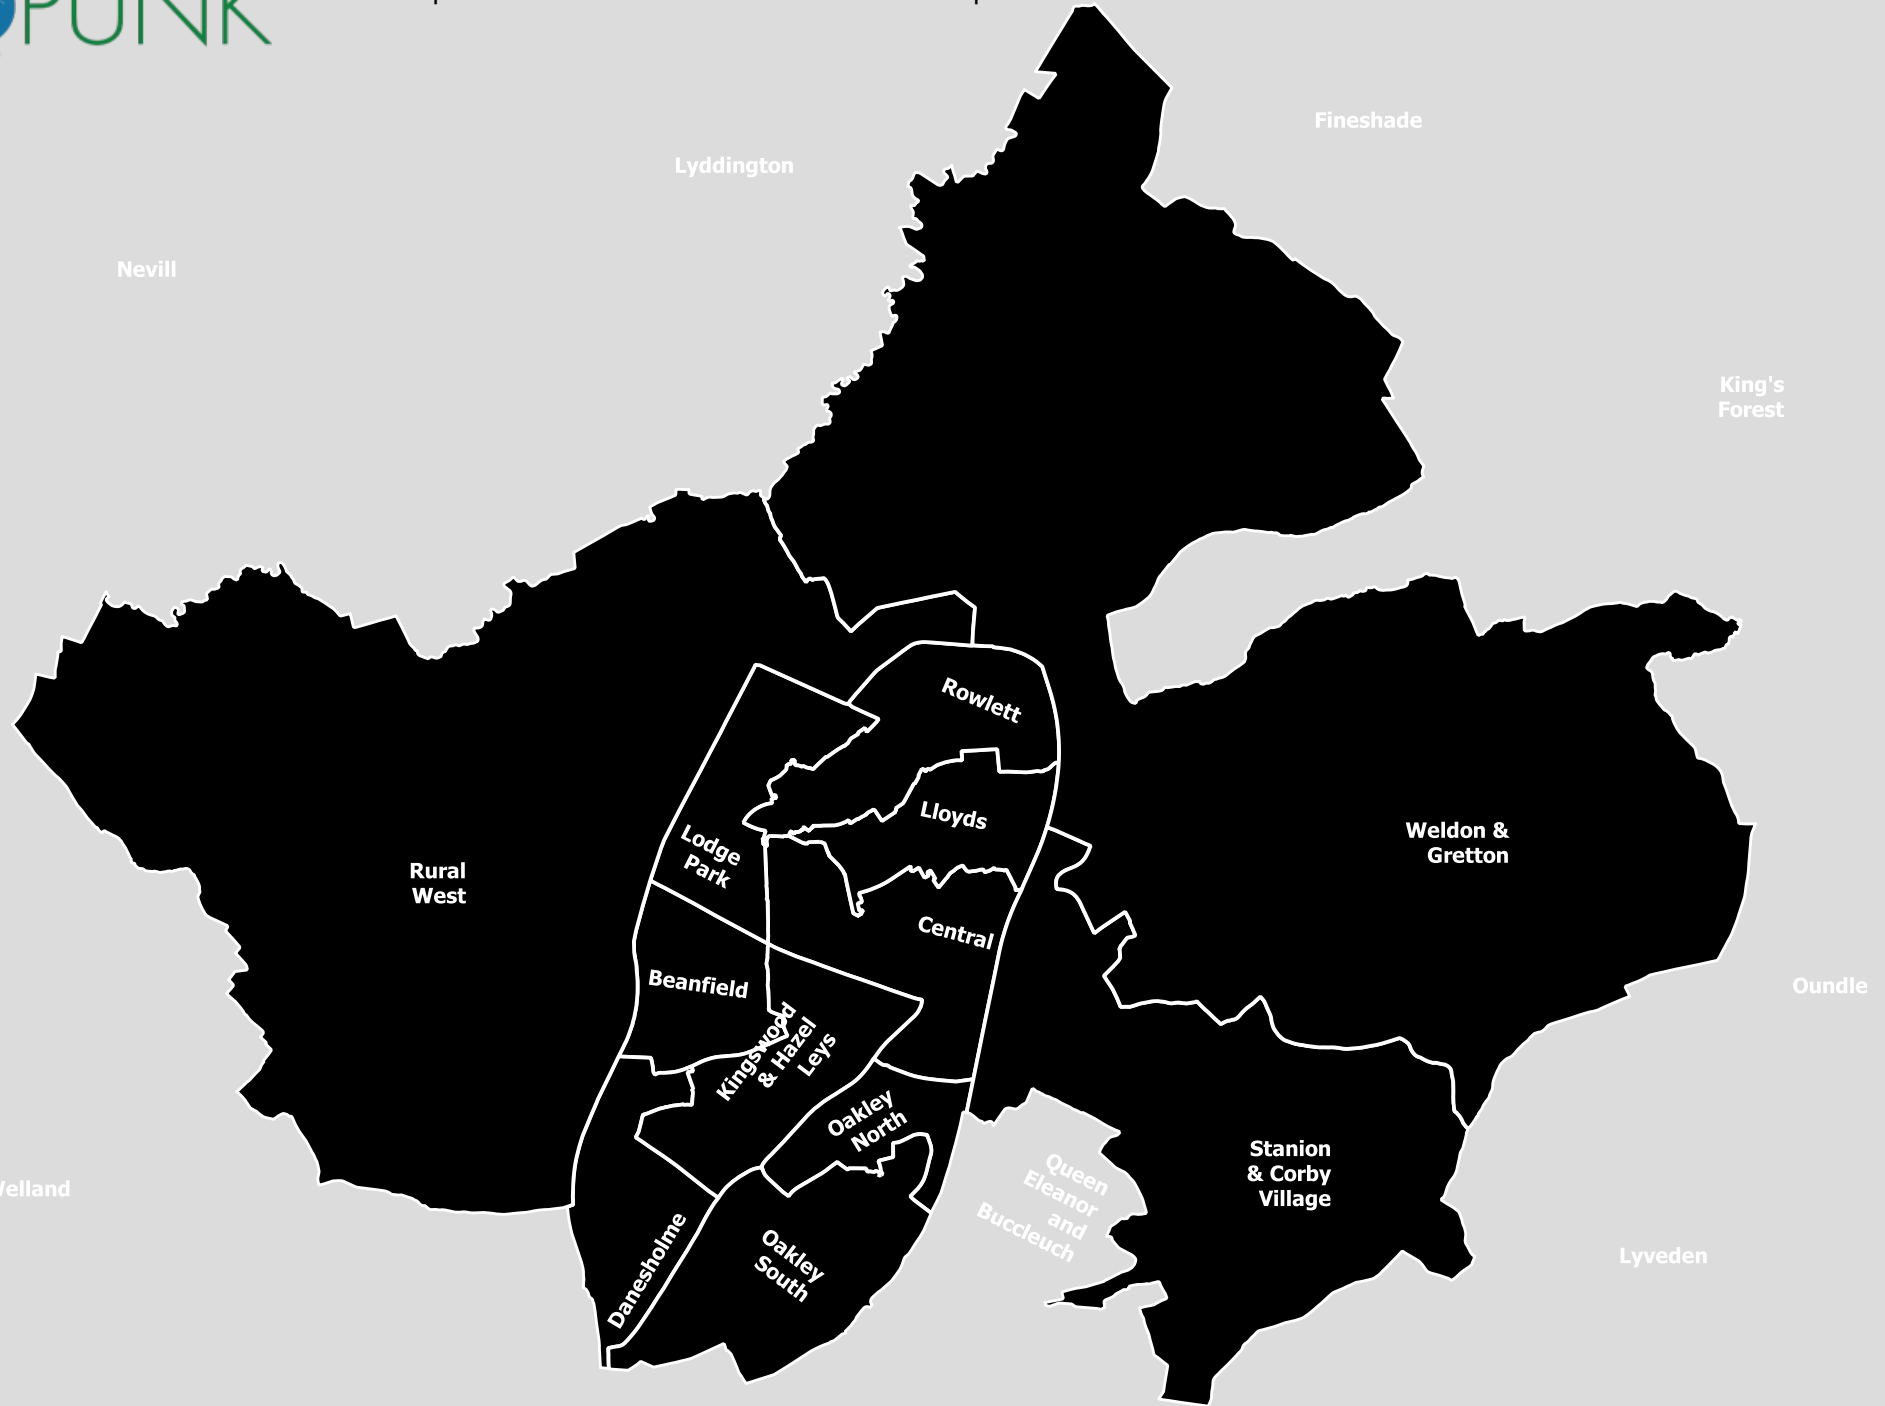 PUNK
Fineshade
Lyddington
Nevill
King's
Forest
Rowlett
Lloyds
Lodge
Park
Weldon &
Gretton
Rural
West
Central
Beanfield
Oundle
Kingswood
& Hazel
Leys
Oakley
North
Stanion
& Corby
Village
Queen
Eleanor
and
Buccleuch
Danesholme
Oakley
South
Lyveden